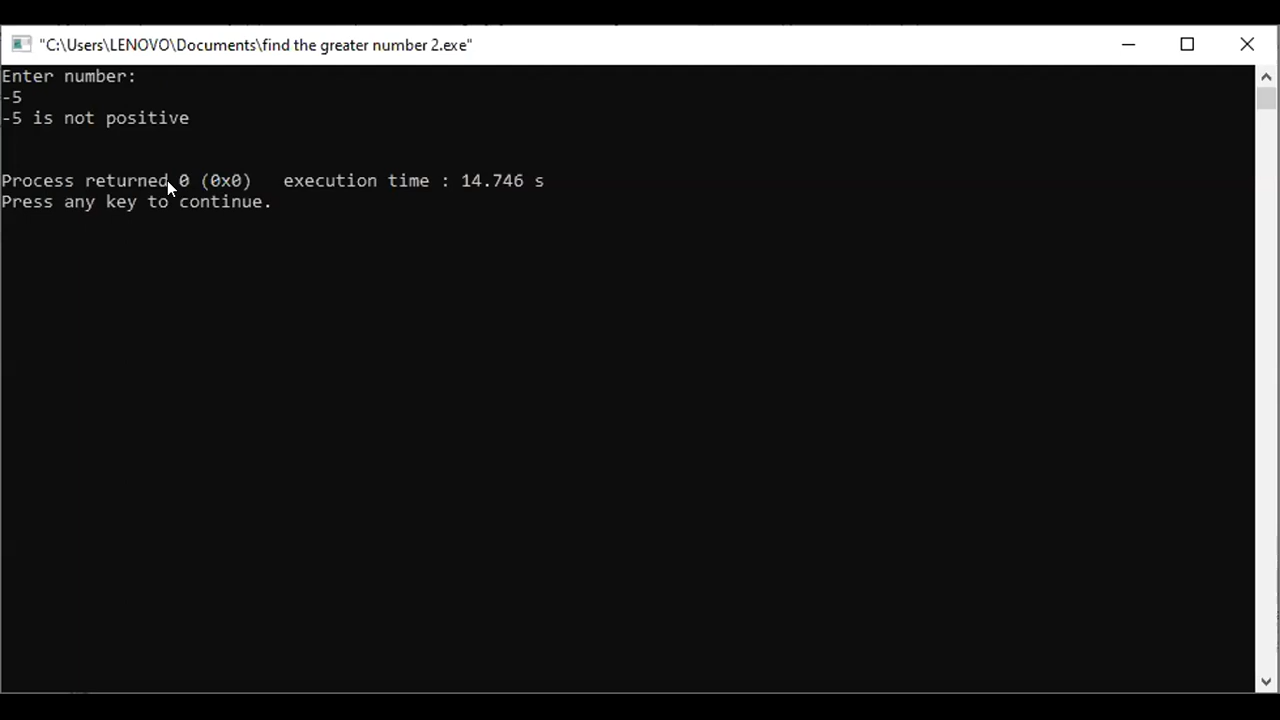 "C:\Users\LENOVO\Documents\find the greater number 2.exe"
Enter number:
-5
-5 is not positive
Process returned 0 (0x0)   execution time : 14.746 s
Press any key to continue.